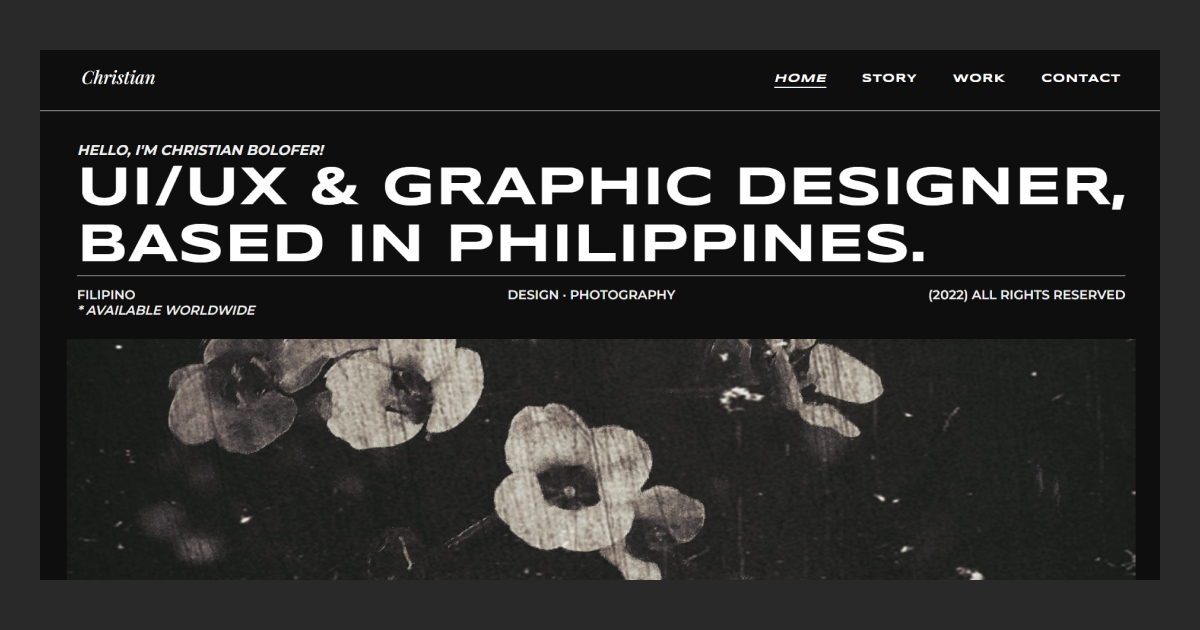 Christian
HOME STORY WORK CONTACT
HELLO, I'M CHRISTIAN BOLOFER!
UI/UX & GRAPHIC DESIGNER,
BASED IN PHILIPPINES.
FILIPINO
* AVAILABLE WORLDWIDE
DESIGN · PHOTOGRAPHY
(2022) ALL RIGHTS RESERVED